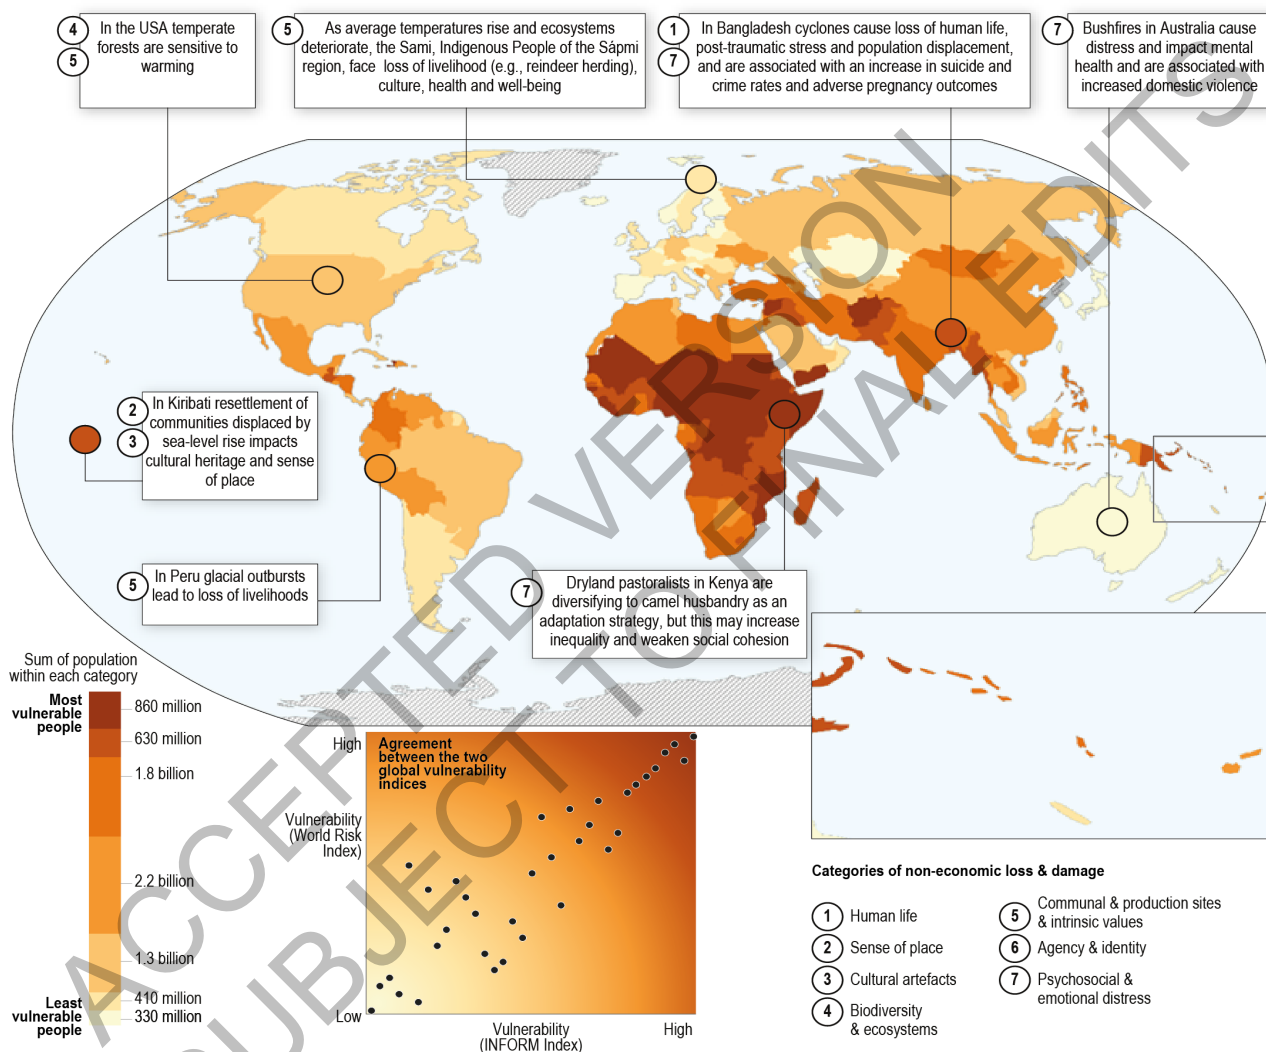 4
5
In the USA temperate
forests are sensitive to
warming
5
As average temperatures rise and ecosystems
deteriorate, the Sami, Indigenous People of the Sápmi
region, face loss of livelihood (e.g., reindeer herding),
culture, health and well-being
1
7
In Bangladesh cyclones cause loss of human life,
post-traumatic stress and population displacement,
and are associated with an increase in suicide and
crime rates and adverse pregnancy outcomes
7
Bushfires in Australia cause
distress and impact mental
health and are associated with
increased domestic violence
2
3
In Kiribati resettlement of
communities displaced by
sea-level rise impacts
cultural heritage and sense
of place
5
In Peru glacial outbursts
lead to loss of livelihoods
7
Dryland pastoralists in Kenya are
diversifying to camel husbandry as an
adaptation strategy, but this may increase
inequality and weaken social cohesion
Sum of population
within each category
Most
vulnerable
people
860 million
630 million
1.8 billion
2.2 billion
1.3 billion
410 million
330 million
Least
vulnerable
people
High
Agreement
between the two
global vulnerability
indices
Vulnerability
(World Risk
Index)
Low
Vulnerability
(INFORM Index)
High
Categories of non-economic loss & damage
1 Human life
2 Sense of place
3 Cultural artefacts
4 Biodiversity
& ecosystems
5 Communal & production sites
& intrinsic values
6 Agency & identity
7 Psychosocial &
emotional distress
ACCEPTED VERSION
SUBJECT TO FINAL EDITS